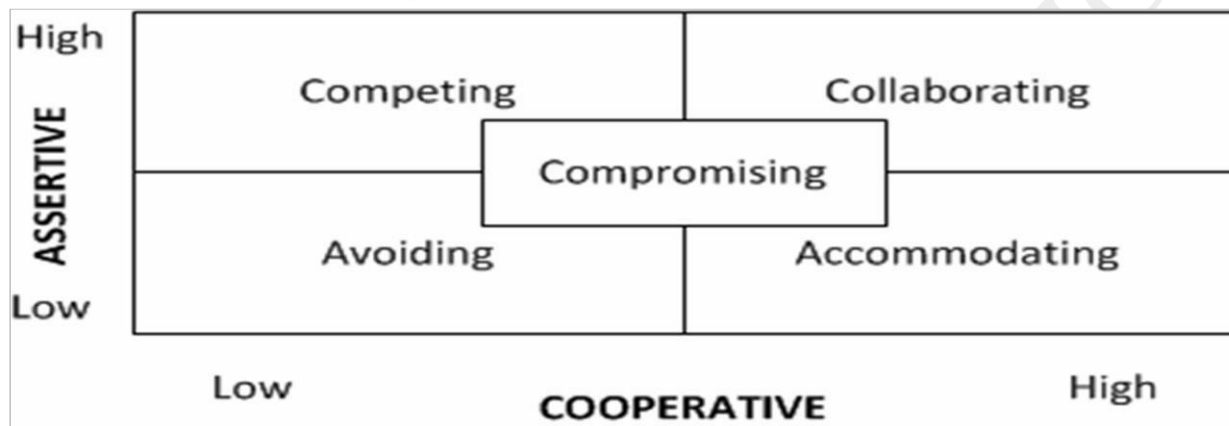 High
Competing
Collaborating
ASSERTIVE
Compromising
Avoiding
Accommodating
Low
Low
High
COOPERATIVE